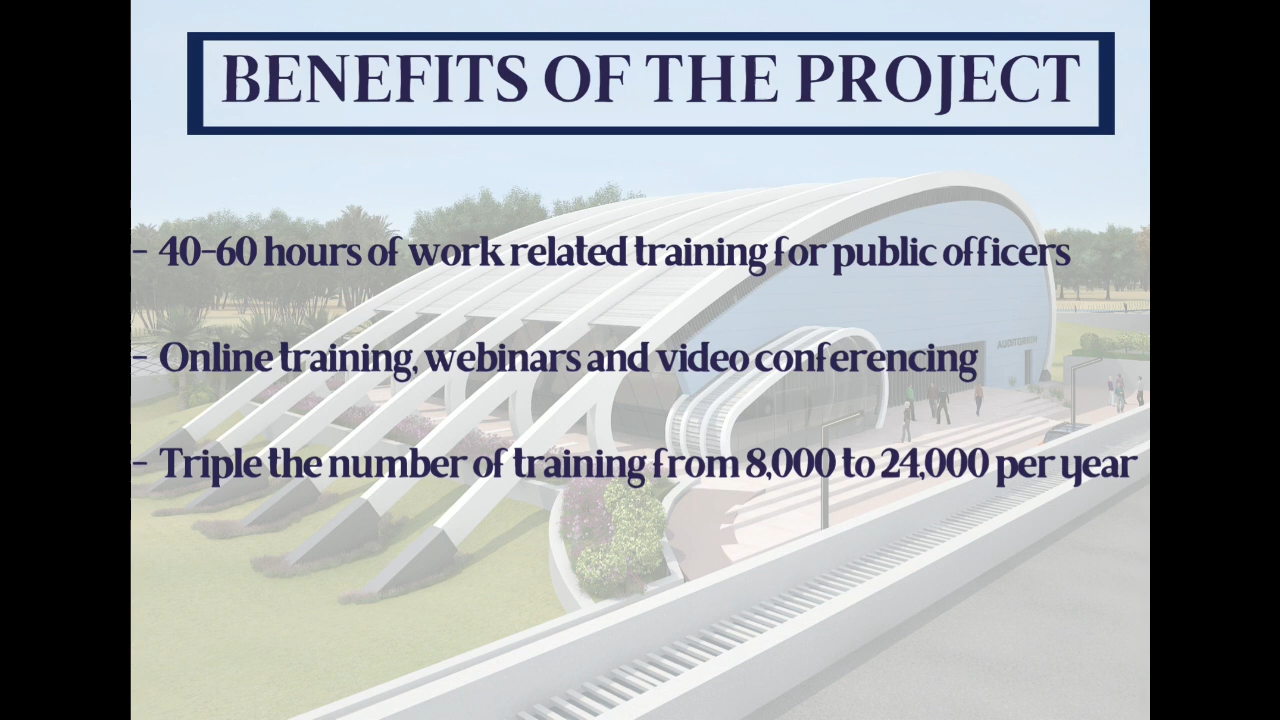 BENEFITS OF THE PROJECT
- 40-60 hours of work related training for public officers
- Online training, webinars and video conferencing
AUDITORIUM
- Triple the number of training from 8,000 to 24,000 per year